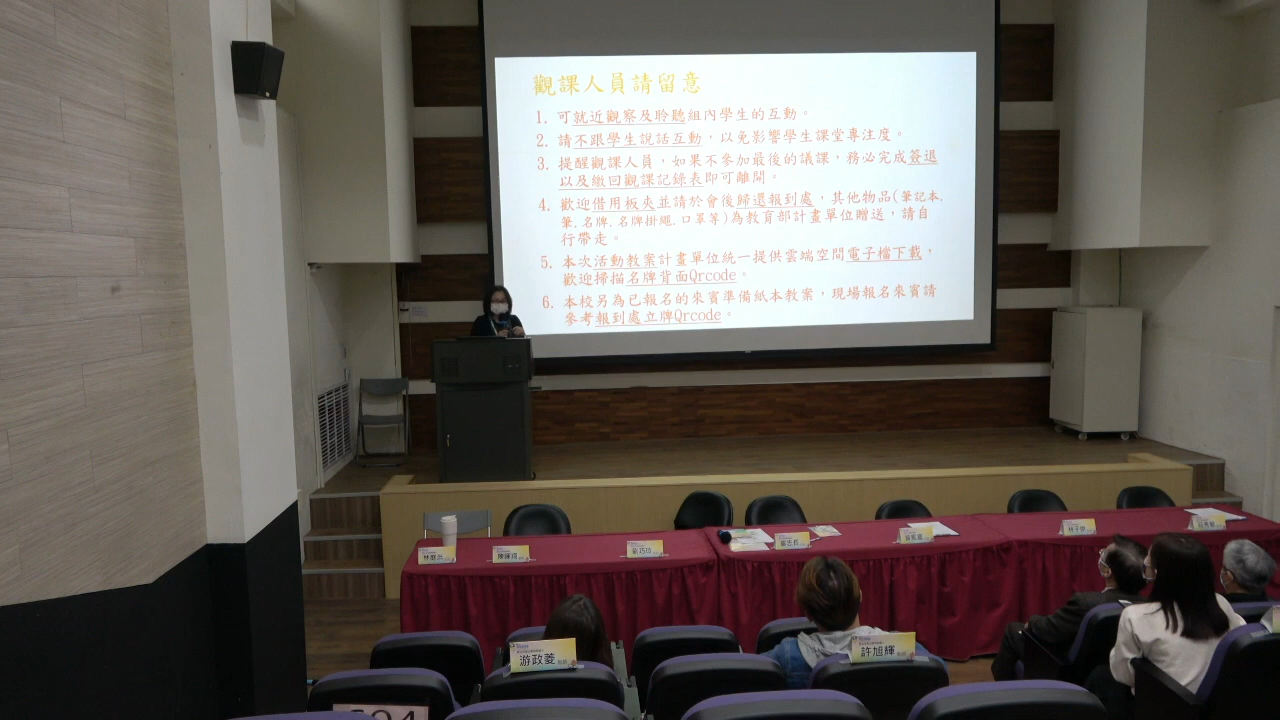 觀課人員請留意
1. 可就近觀察及聆聽組內學生的互動。
2. 請不跟學生說話互動，以免影響學生課堂專注度。
3. 提醒觀課人員，如果不參加最後的議課，務必完成簽退
以及繳回觀課記錄表即可離開。
4. 歡迎借用板夾並請於會後歸還報到處，其他物品(筆記本.
筆.名牌.名牌掛繩.口罩等)為教育部計畫單位贈送，請自
行帶走。
5. 本次活動教案計畫單位統一提供雲端空間電子檔下載，
歡迎掃描名牌背面Qrcode。
6. 本校另為已報名的來賓準備紙本教案，現場報名來賓請
參考報到處立牌Qrcode。
劉巧玲
游政菱
許旭輝